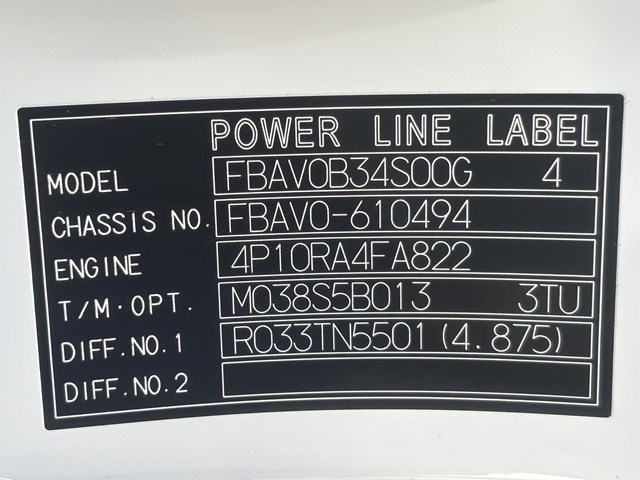 POWER LINE LABEL
MODEL FBAV0B34S00G 4
CHASSIS NO. FBAV0-610494
ENGINE 4P10RA4FA822
T/M·OPT. M038S5B013 3TU
DIFF.NO.1 R033TN5501(4.875)
DIFF.NO.2